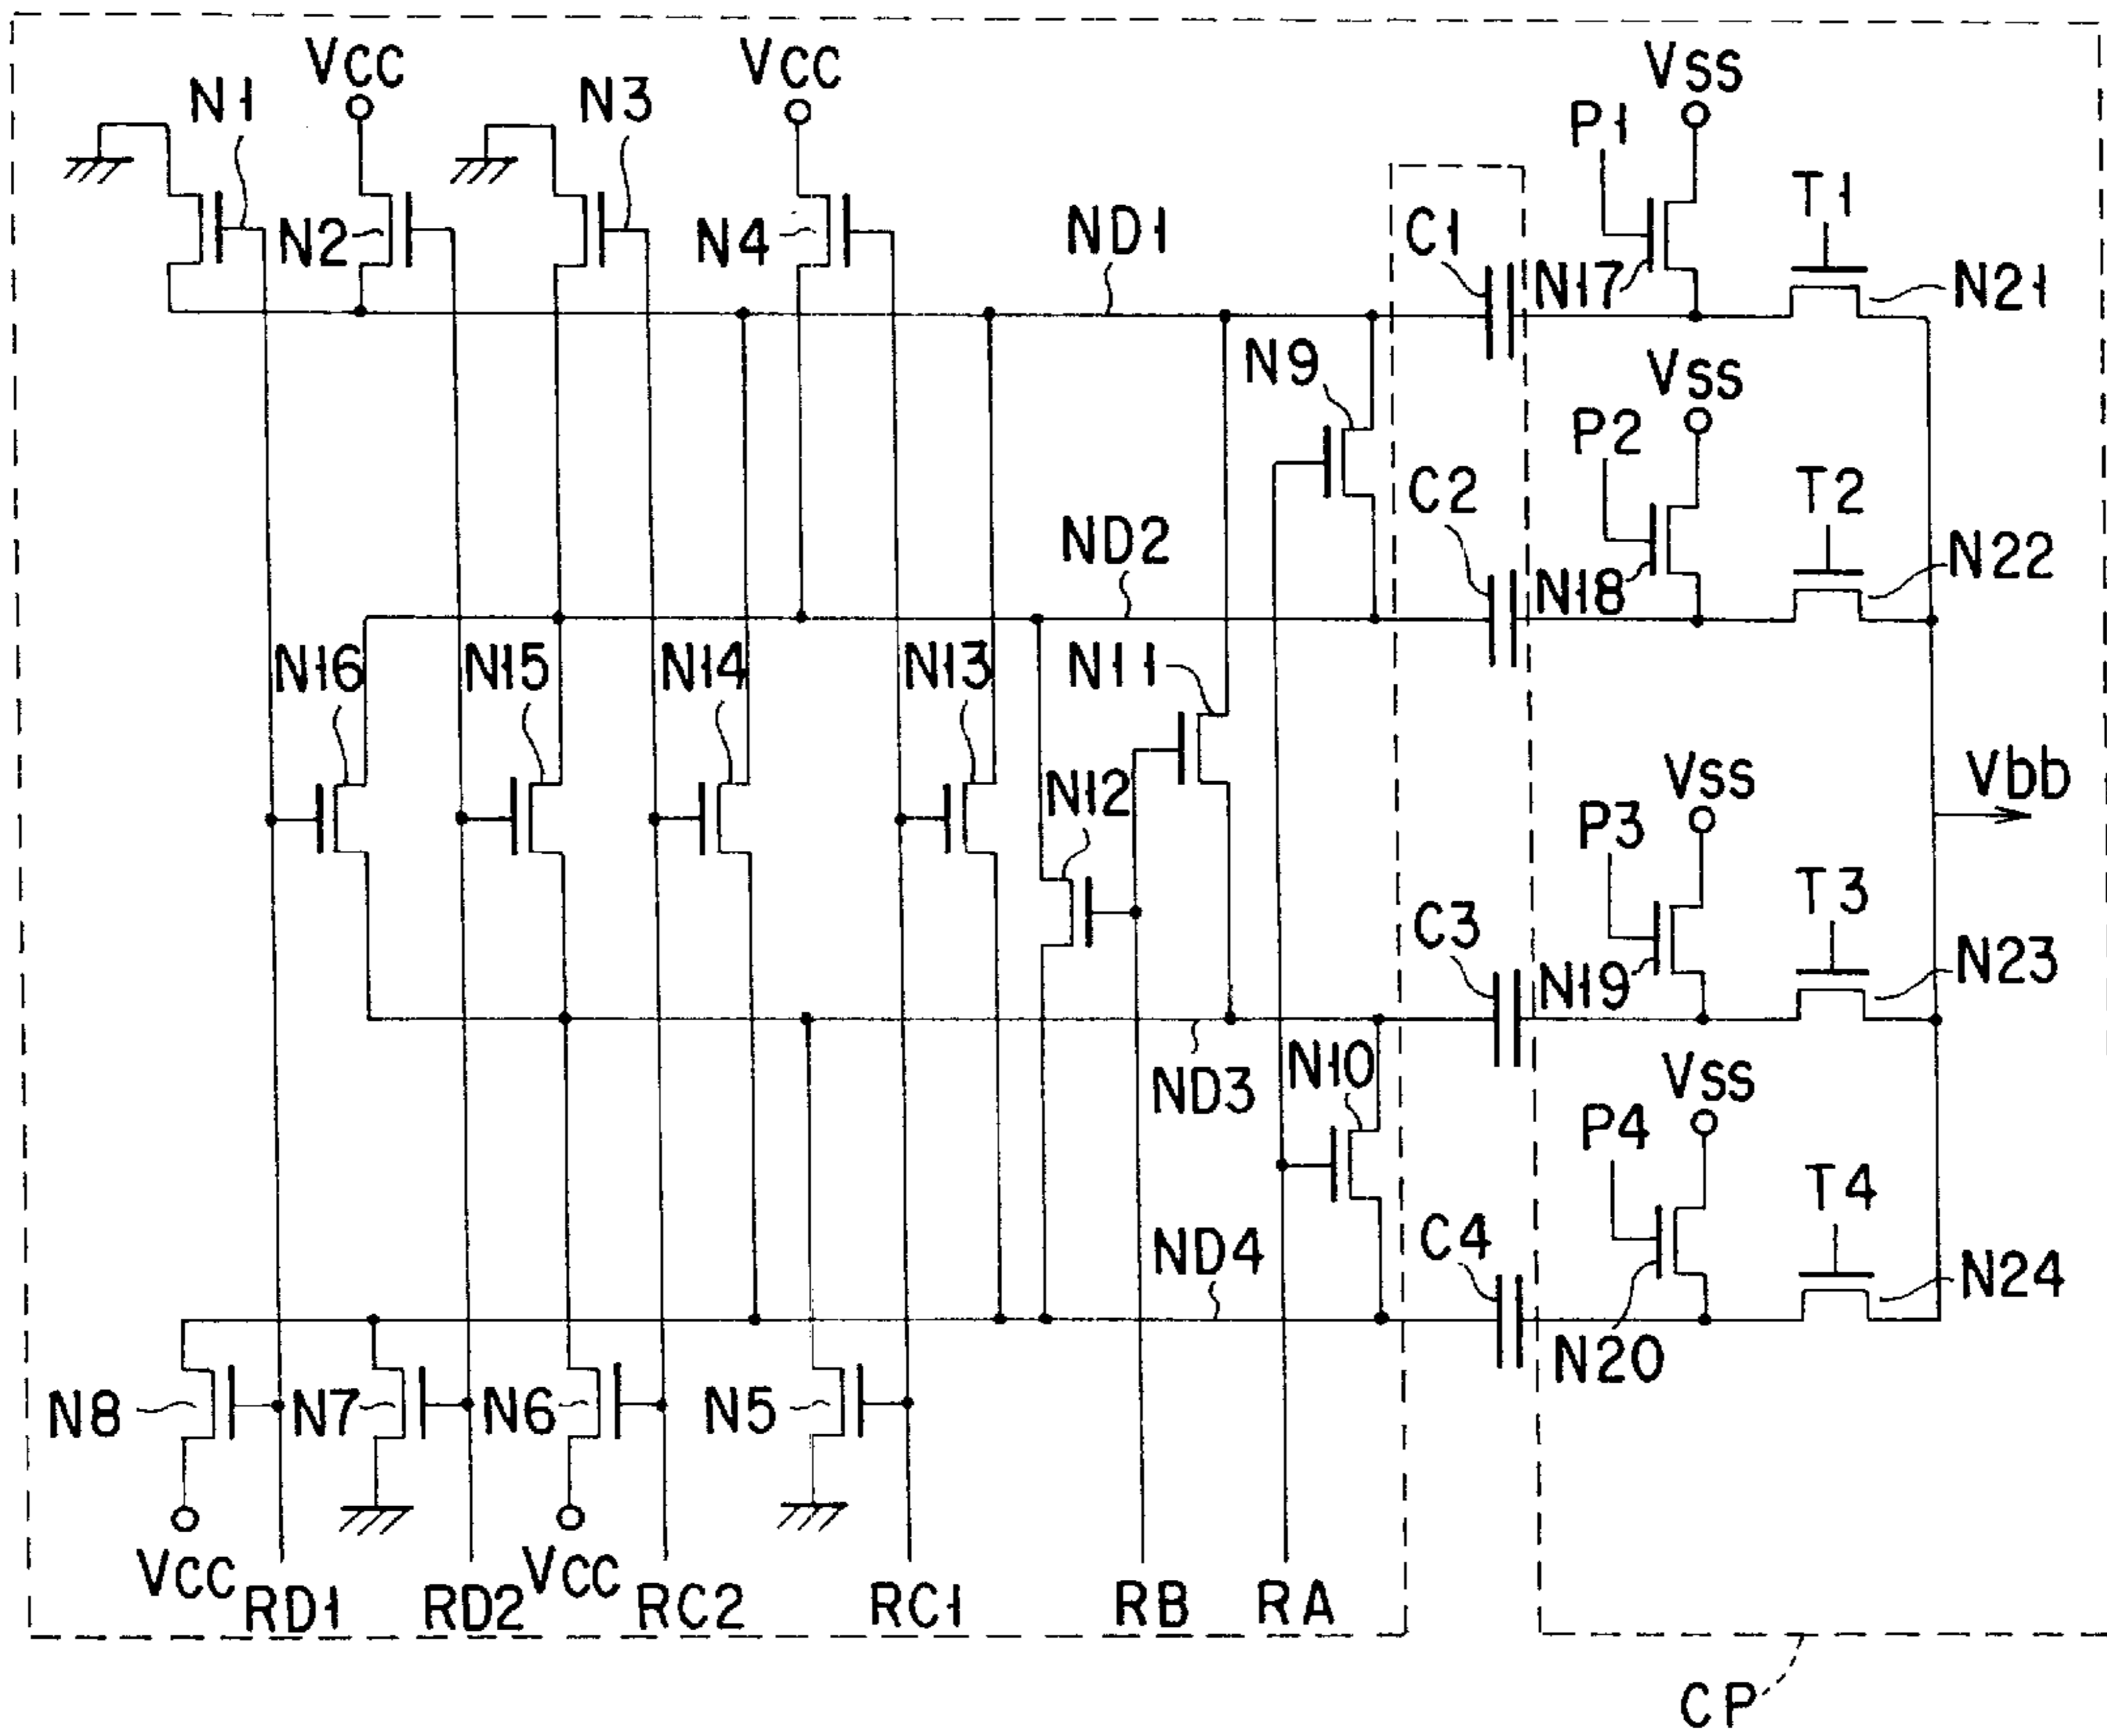 VCC
VCC
VSS
N1
N3
P1
T1
N2
N4
ND1
C1
N17
N21
N9
VSS
P2
C2
T2
ND2
N18
N22
N16
N15
N14
N13
N11
N12
VSS
Vbb
P3
T3
C3
N19
N23
N10
ND3
VSS
P4
T4
ND4
C4
N24
N20
N8
N7
N6
N5
VCC
RD1
RD2
VCC
RC2
RC1
RB
RA
CP